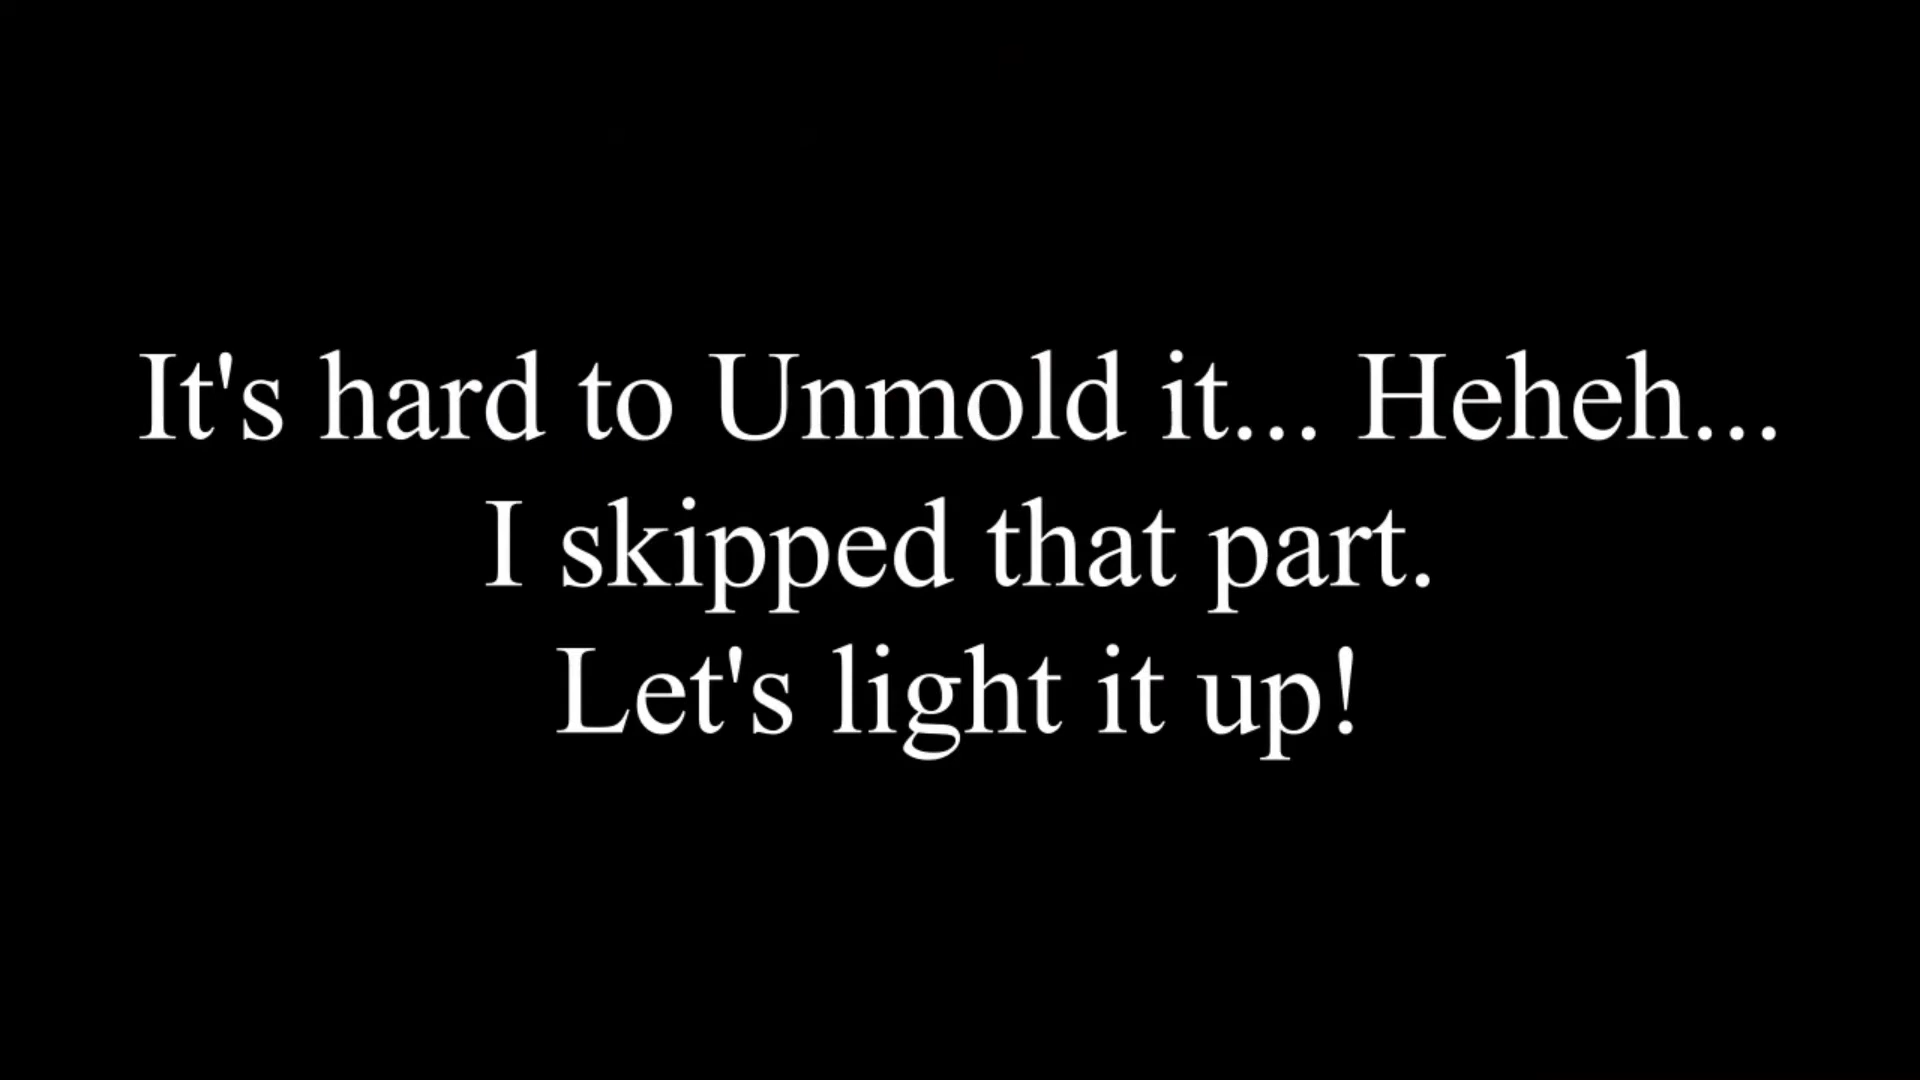 It's hard to Unmold it... Heheh...
I skipped that part.
Let's light it up!